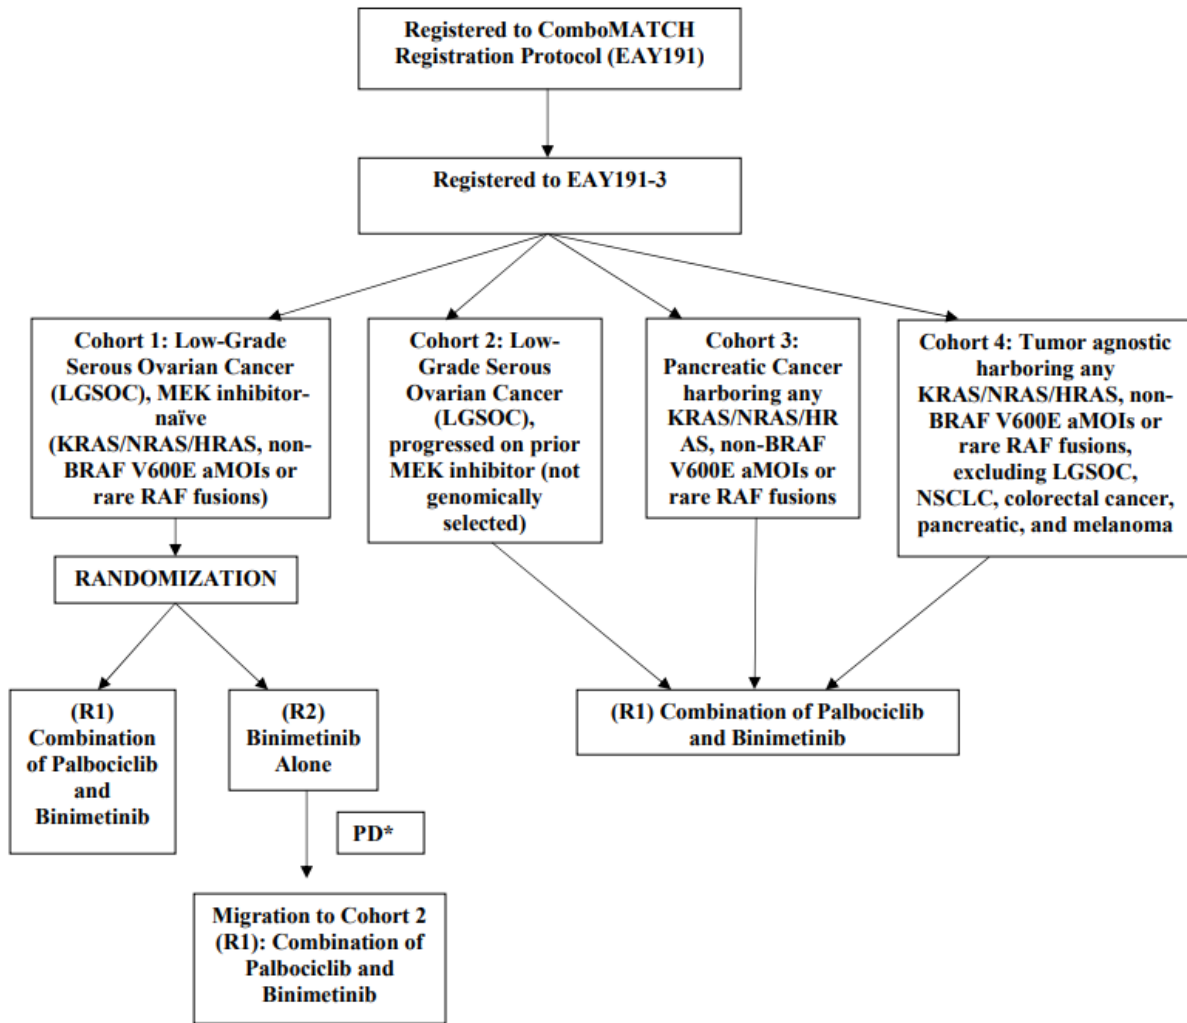 Registered to ComboMATCH
Registration Protocol (EAY191)
Registered to EAY191-3
Cohort 1: Low-Grade
Serous Ovarian Cancer
(LGSOC), MEK inhibitor-
naïve
(KRAS/NRAS/HRAS, non-
BRAF V600E aMOIs or
rare RAF fusions)
Cohort 2: Low-
Grade Serous
Ovarian Cancer
(LGSOC),
progressed on prior
MEK inhibitor (not
genomically
selected)
Cohort 3:
Pancreatic Cancer
harboring any
KRAS/NRAS/HR
AS, non-BRAF
V600E aMOIs or
rare RAF fusions
Cohort 4: Tumor agnostic
harboring any
KRAS/NRAS/HRAS, non-
BRAF V600E aMOIs or
rare RAF fusions,
excluding LGSOC,
NSCLC, colorectal cancer,
pancreatic, and melanoma
RANDOMIZATION
(R1)
Combination
of Palbociclib
and
Binimetinib
(R2)
Binimetinib
Alone
(R1) Combination of Palbociclib
and Binimetinib
PD*
Migration to Cohort 2
(R1): Combination of
Palbociclib and
Binimetinib